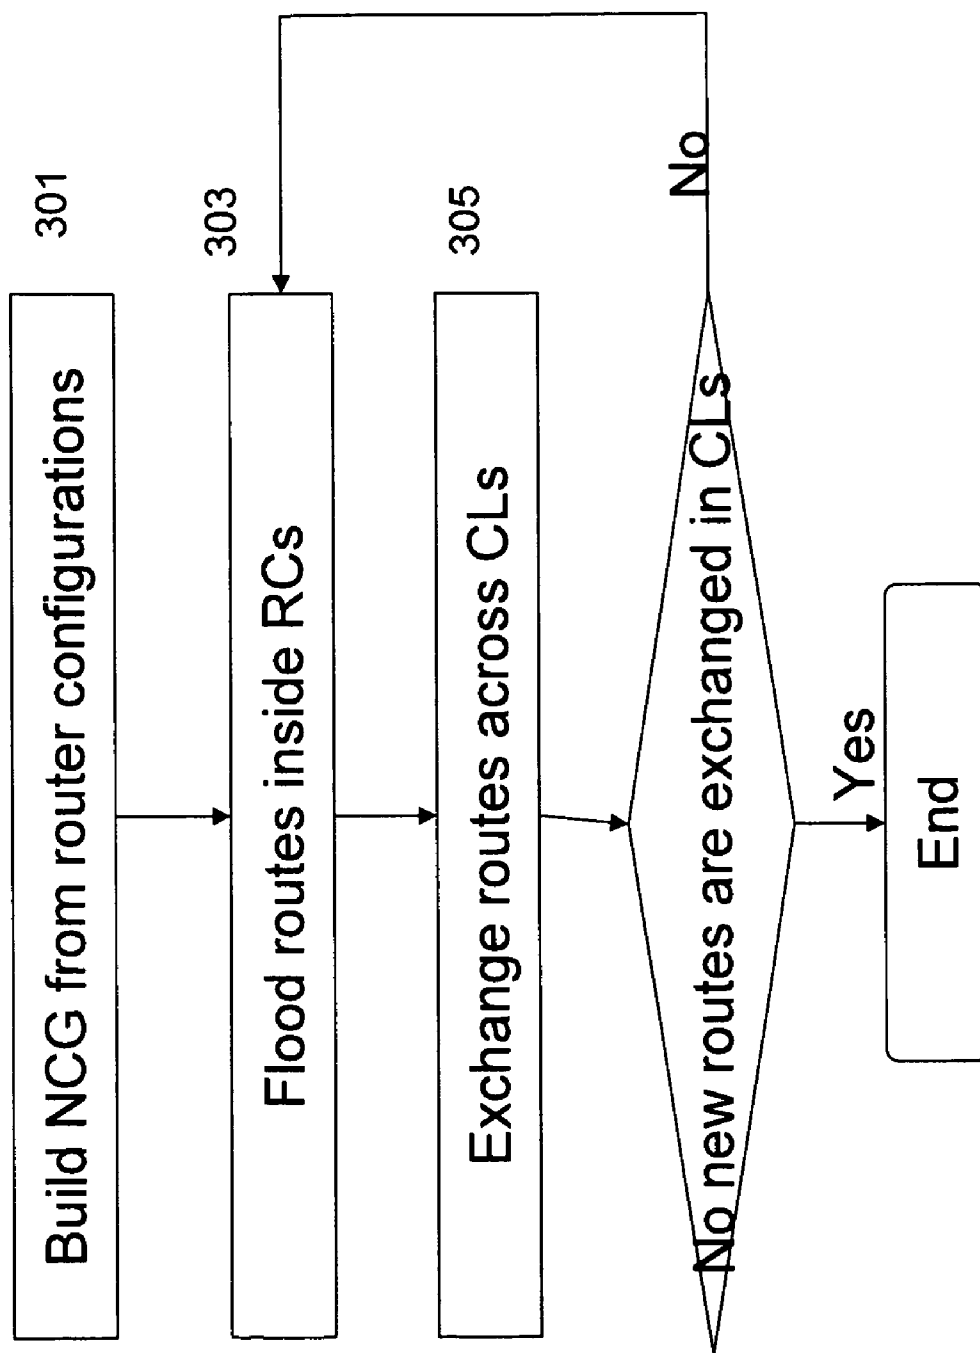 Build NCG from router configurations
301
Flood routes inside RCs
303
Exchange routes across CLs
305
No new routes are exchanged in CLs
No
Yes
End